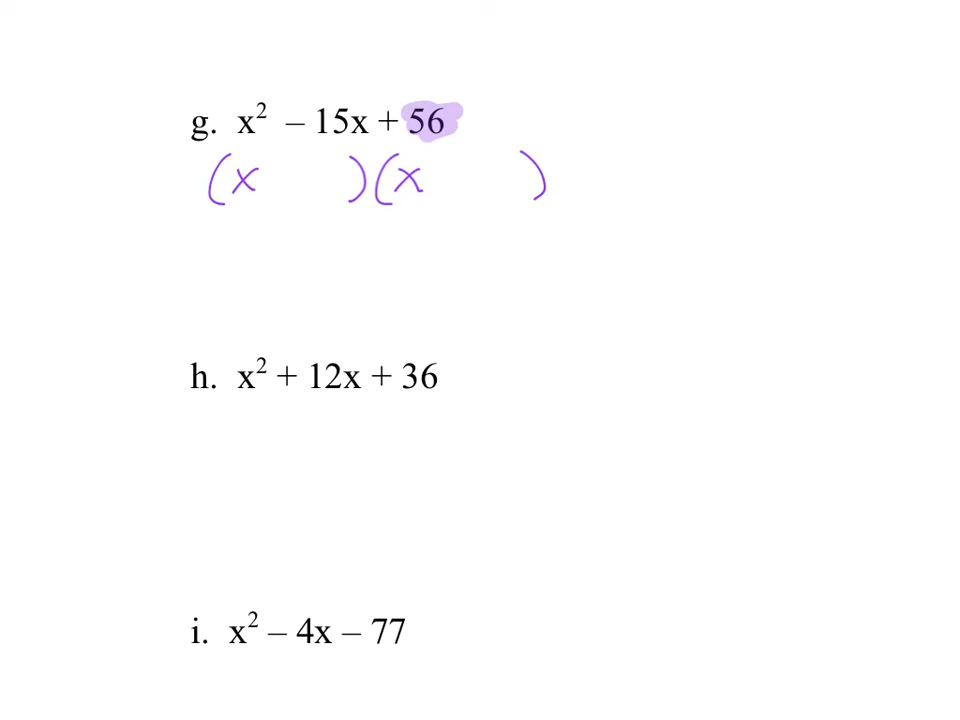 g. x² – 15x + 56
(x )(x )
h. x² + 12x + 36
i. x² – 4x – 77